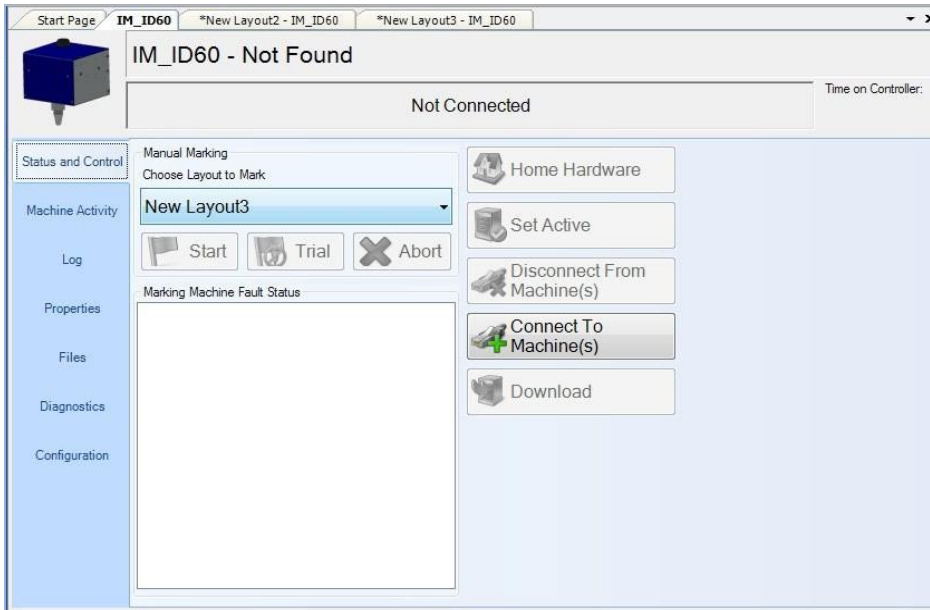 Start Page IM_ID60 *New Layout2 - IM_ID60 *New Layout3 - IM_ID60
IM_ID60 - Not Found
Not Connected
Time on Controller:
Status and Control
Machine Activity
Log
Properties
Files
Diagnostics
Configuration
Manual Marking
Choose Layout to Mark
New Layout3
Start Trial Abort
Marking Machine Fault Status
Home Hardware
Set Active
Disconnect From
Machine(s)
Connect To
Machine(s)
Download